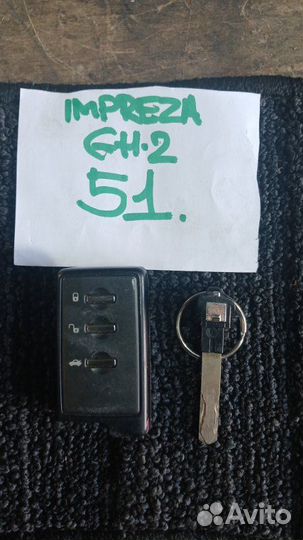 IMPREZA
GH-2
51.
Avito